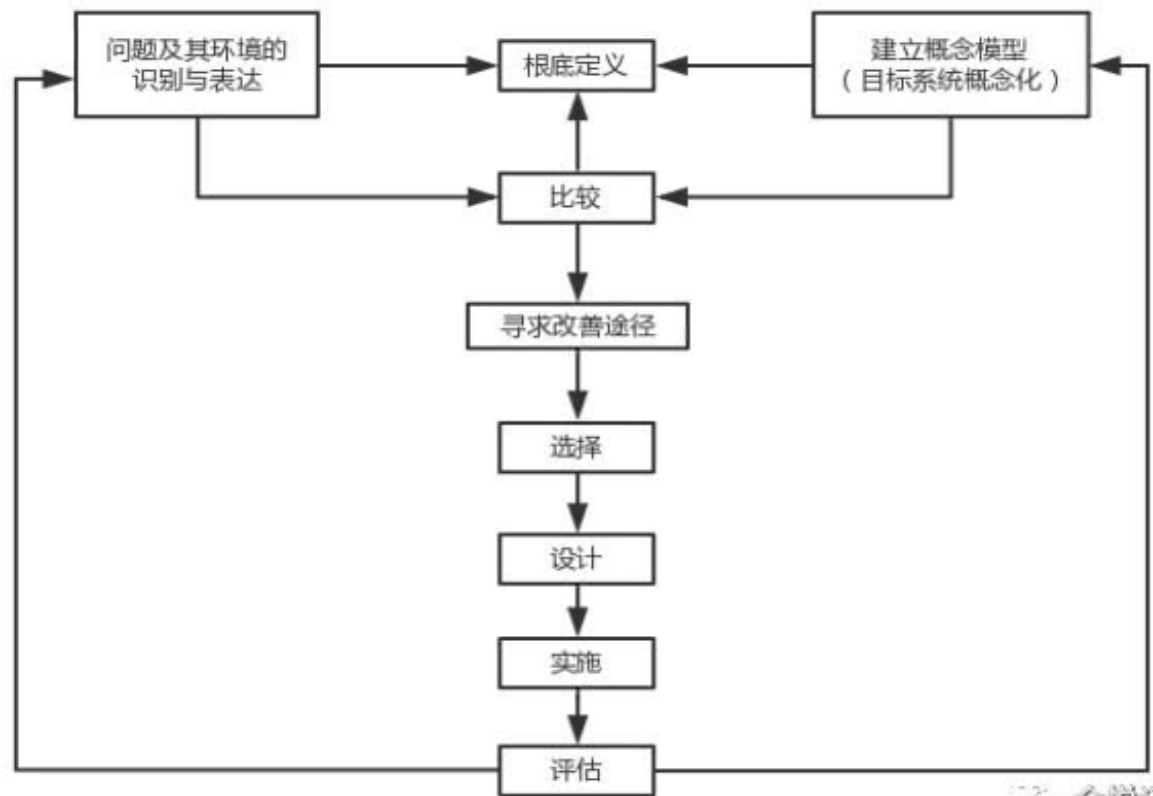 问题及其环境的
识别与表达
根底定义
建立概念模型
（目标系统概念化）
比较
寻求改善途径
选择
设计
实施
评估